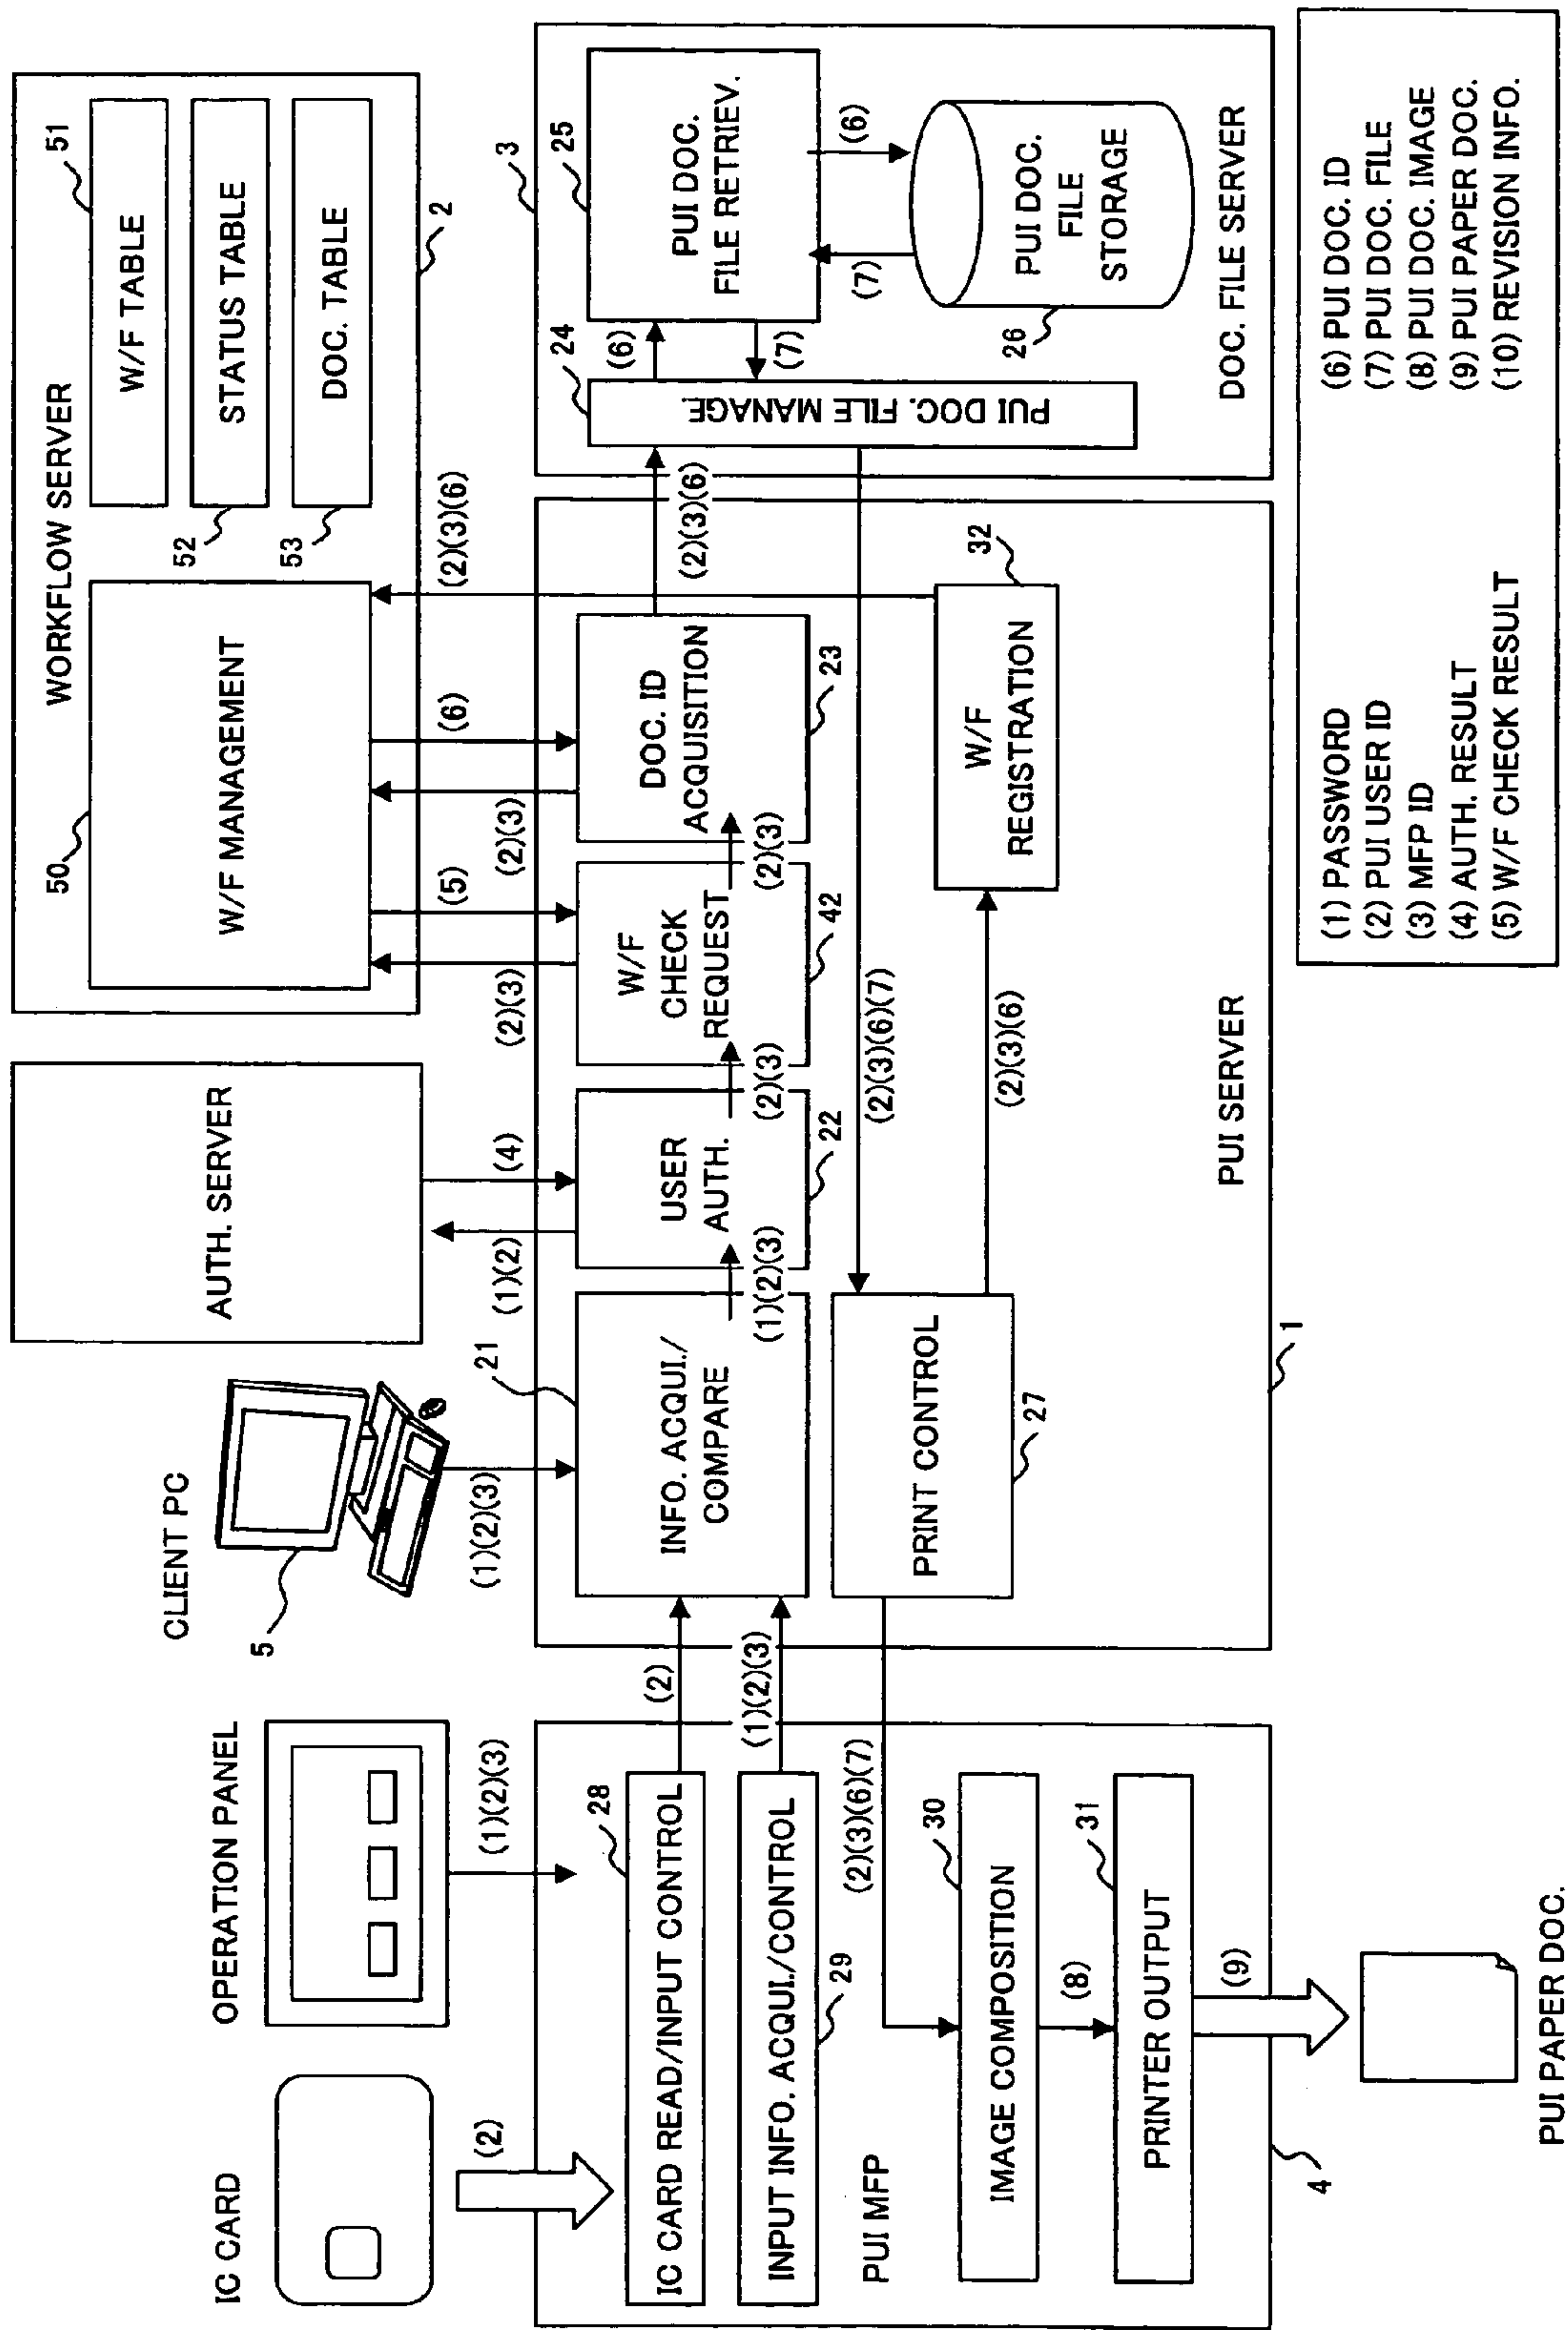 IC CARD
(2)
OPERATION PANEL
(1)(2)(3)
CLIENT PC
5
(1)(2)(3)
AUTH. SERVER
(1)(2)
(4)
WORKFLOW SERVER
50
W/F MANAGEMENT
W/F TABLE
51
STATUS TABLE
52
DOC. TABLE
53
2
(2)(3)
(5)
(2)(3)
(6)
(2)(3)(6)
28
IC CARD READ/INPUT CONTROL
(2)
INPUT INFO. ACQUI./CONTROL
29
(1)(2)(3)
PUI MFP
(2)(3)(6)(7)
30
IMAGE COMPOSITION
(8)
31
PRINTER OUTPUT
(9)
4
PUI PAPER DOC.
21
INFO. ACQUI./
COMPARE
(1)(2)(3)
USER
AUTH.
22
(2)(3)
W/F
CHECK
REQUEST
42
(2)(3)
DOC. ID
ACQUISITION
23
(2)(3)(6)
(2)(3)(6)(7)
PRINT CONTROL
27
(2)(3)(6)
W/F
REGISTRATION
32
PUI SERVER
1
3
24
PUI DOC. FILE MANAGE.
(6)
(7)
25
PUI DOC.
FILE RETRIEV.
(7)
(6)
PUI DOC.
FILE
STORAGE
26
DOC. FILE SERVER
(1) PASSWORD
(2) PUI USER ID
(3) MFP ID
(4) AUTH. RESULT
(5) W/F CHECK RESULT
(6) PUI DOC. ID
(7) PUI DOC. FILE
(8) PUI DOC. IMAGE
(9) PUI PAPER DOC.
(10) REVISION INFO.